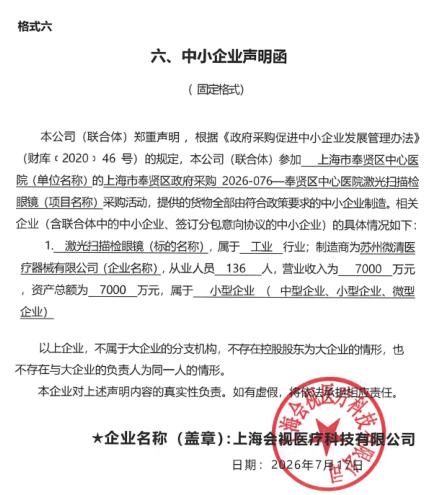 格式六
六、中小企业声明函
（固定格式）
本公司（联合体）郑重声明，根据《政府采购促进中小企业发展管理办法》
（财库﹝2020﹞46 号）的规定，本公司（联合体）参加 上海市奉贤区中心医
院（单位名称）的上海市奉贤区政府采购 2026-076—奉贤区中心医院激光扫描检
眼镜（项目名称）采购活动，提供的货物全部由符合政策要求的中小企业制造。相关
企业（含联合体中的中小企业、签订分包意向协议的中小企业）的具体情况如下：
1. 激光扫描检眼镜（标的名称），属于 工业 行业；制造商为苏州微清医
疗器械有限公司（企业名称），从业人员 136 人，营业收入为 7000 万元
，资产总额为 7000 万元，属于 小型企业（ 中型企业、小型企业、微型
企业）
以上企业，不属于大企业的分支机构，不存在控股股东为大企业的情形，也
不存在与大企业的负责人为同一人的情形。
本企业对上述声明内容的真实性负责。如有虚假，将依法承担相应责任。
★企业名称（盖章）：上海会视医疗科技有限公司
日期：2026年7月17日
上海会视医疗科技有限公司